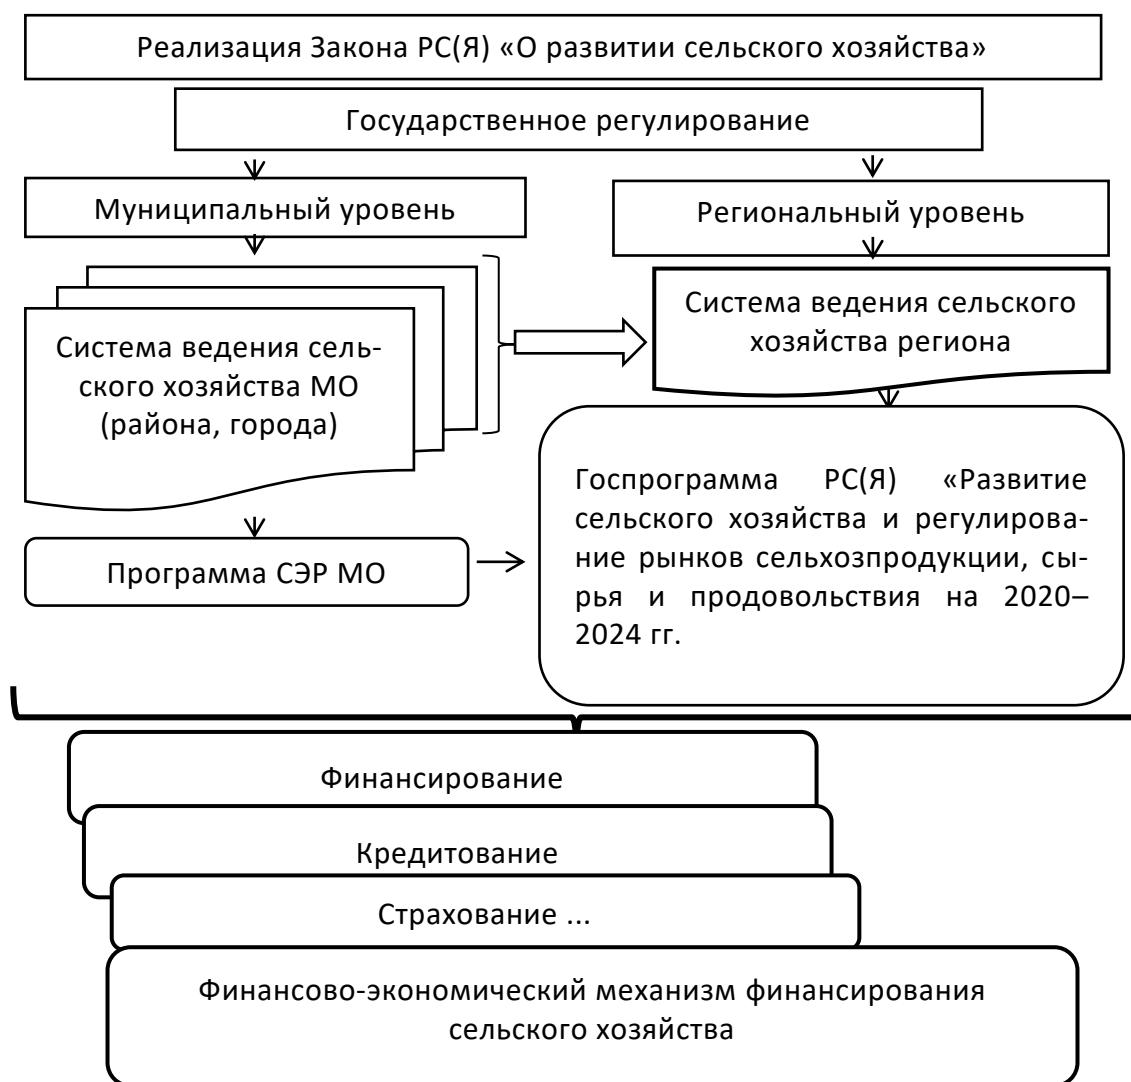 Реализация Закона РС(Я) «О развитии сельского хозяйства»
Государственное регулирование
Муниципальный уровень
Региональный уровень
Система ведения сель-
ского хозяйства МО
(района, города)
Система ведения сельского
хозяйства региона
Программа СЭР МО
Госпрограмма РС(Я) «Развитие
сельского хозяйства и регулирова-
ние рынков сельхозпродукции, сы-
рья и продовольствия на 2020–
2024 гг.
Финансирование
Кредитование
Страхование ...
Финансово-экономический механизм финансирования
сельского хозяйства